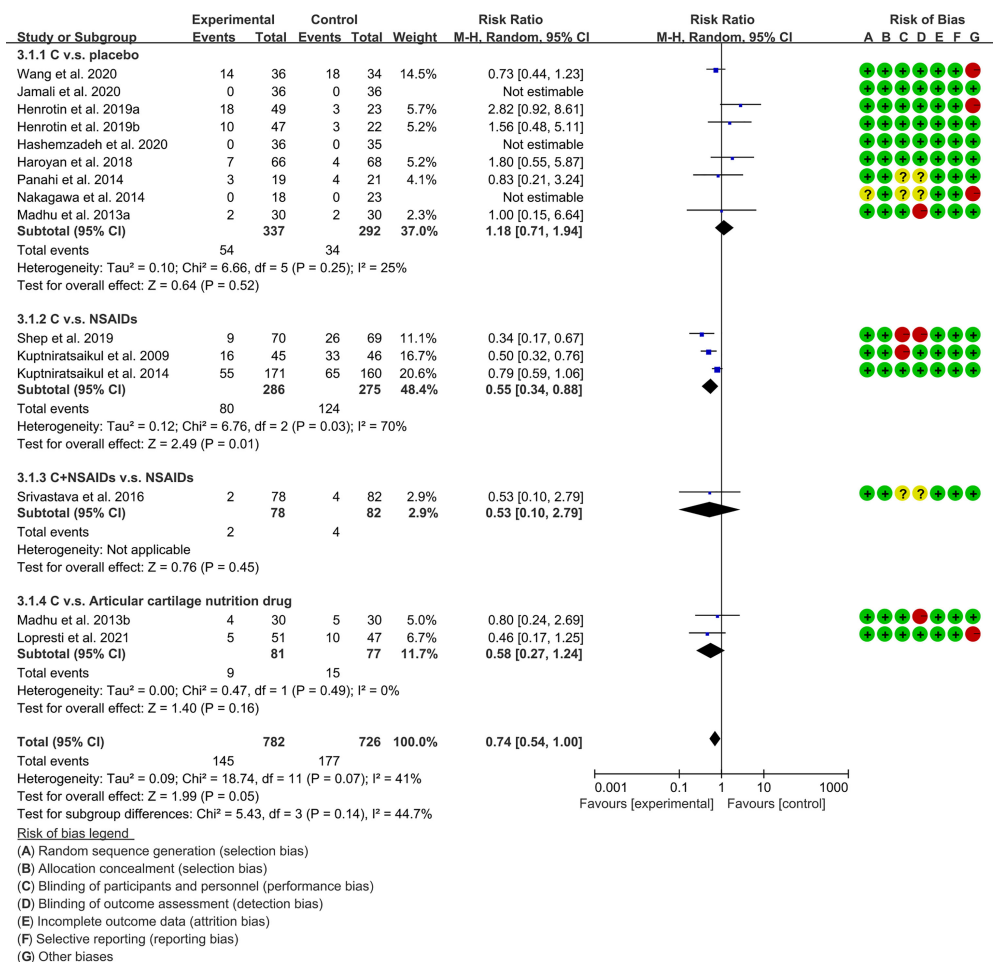 Experimental Control Risk Ratio Risk Ratio Risk of Bias
Study or Subgroup Events Total Events Total Weight M-H, Random, 95% CI M-H, Random, 95% CI A B C D E F G
3.1.1 C v.s. placebo
Wang et al. 2020 14 36 18 34 14.5% 0.73 [0.44, 1.23] + + + + + +
Jamali et al. 2020 0 36 0 36 Not estimable + + + + + + +
Henrotin et al. 2019a 18 49 3 23 5.7% 2.82 [0.92, 8.61] + + + + + +
Henrotin et al. 2019b 10 47 3 22 5.2% 1.56 [0.48, 5.11] + + + + + + +
Hashemzadeh et al. 2020 0 36 0 35 Not estimable + + + + + + +
Haroyan et al. 2018 7 66 4 68 5.2% 1.80 [0.55, 5.87] + + + + + + +
Panahi et al. 2014 3 19 4 21 4.1% 0.83 [0.21, 3.24] + + ? ? + + +
Nakagawa et al. 2014 0 18 0 23 Not estimable ? + ? ? + +
Madhu et al. 2013a 2 30 2 30 2.3% 1.00 [0.15, 6.64] + + + + + +
Subtotal (95% CI) 337 292 37.0% 1.18 [0.71, 1.94]
Total events 54 34
Heterogeneity: Tau² = 0.10; Chi² = 6.66, df = 5 (P = 0.25); I² = 25%
Test for overall effect: Z = 0.64 (P = 0.52)
3.1.2 C v.s. NSAIDs
Shep et al. 2019 9 70 26 69 11.1% 0.34 [0.17, 0.67] + + + + +
Kuptniratsaikul et al. 2009 16 45 33 46 16.7% 0.50 [0.32, 0.76] + + + + + +
Kuptniratsaikul et al. 2014 55 171 65 160 20.6% 0.79 [0.59, 1.06] + + + + + + +
Subtotal (95% CI) 286 275 48.4% 0.55 [0.34, 0.88]
Total events 80 124
Heterogeneity: Tau² = 0.12; Chi² = 6.76, df = 2 (P = 0.03); I² = 70%
Test for overall effect: Z = 2.49 (P = 0.01)
3.1.3 C+NSAIDs v.s. NSAIDs
Srivastava et al. 2016 2 78 4 82 2.9% 0.53 [0.10, 2.79] + + ? ? + + +
Subtotal (95% CI) 78 82 2.9% 0.53 [0.10, 2.79]
Total events 2 4
Heterogeneity: Not applicable
Test for overall effect: Z = 0.76 (P = 0.45)
3.1.4 C v.s. Articular cartilage nutrition drug
Madhu et al. 2013b 4 30 5 30 5.0% 0.80 [0.24, 2.69] + + + + + +
Lopresti et al. 2021 5 51 10 47 6.7% 0.46 [0.17, 1.25] + + + + + +
Subtotal (95% CI) 81 77 11.7% 0.58 [0.27, 1.24]
Total events 9 15
Heterogeneity: Tau² = 0.00; Chi² = 0.47, df = 1 (P = 0.49); I² = 0%
Test for overall effect: Z = 1.40 (P = 0.16)
Total (95% CI) 782 726 100.0% 0.74 [0.54, 1.00]
Total events 145 177
Heterogeneity: Tau² = 0.09; Chi² = 18.74, df = 11 (P = 0.07); I² = 41%
Test for overall effect: Z = 1.99 (P = 0.05)
Test for subgroup differences: Chi² = 5.43, df = 3 (P = 0.14), I² = 44.7%
0.001 0.1 1 10 1000
Favours [experimental] Favours [control]
Risk of bias legend
(A) Random sequence generation (selection bias)
(B) Allocation concealment (selection bias)
(C) Blinding of participants and personnel (performance bias)
(D) Blinding of outcome assessment (detection bias)
(E) Incomplete outcome data (attrition bias)
(F) Selective reporting (reporting bias)
(G) Other biases